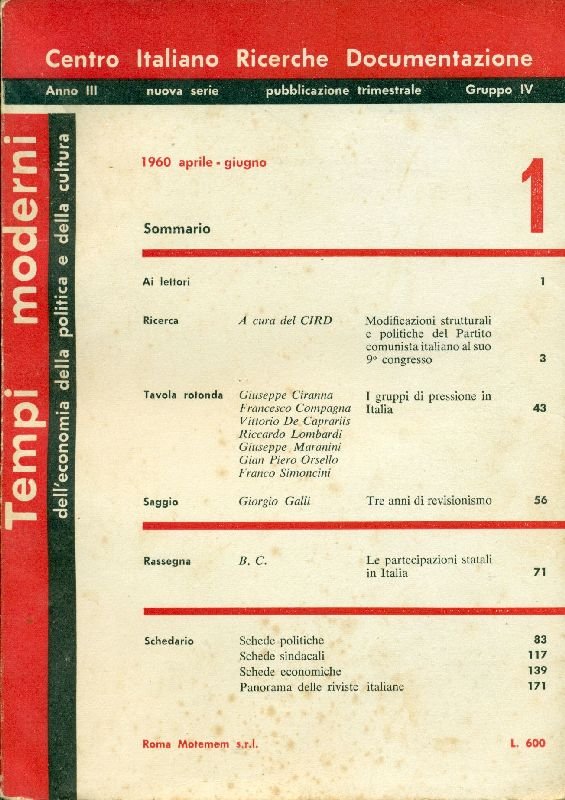 Centro Italiano Ricerche Documentazione
Anno III nuova serie pubblicazione trimestrale Gruppo IV
Tempi moderni
dell'economia della politica e della cultura
1960 aprile - giugno
1
Sommario
Ai lettori 1
Ricerca A cura del CIRD Modificazioni strutturali
e politiche del Partito
comunista italiano al suo
9º congresso 3
Tavola rotonda Giuseppe Ciranna I gruppi di pressione in
Francesco Compagna Italia 43
Vittorio De Caprariis
Riccardo Lombardi
Giuseppe Maranini
Gian Piero Orsello
Franco Simoncini
Saggio Giorgio Galli Tre anni di revisionismo 56
Rassegna B. C. Le partecipazioni statali
in Italia 71
Schedario Schede politiche 83
Schede sindacali 117
Schede economiche 139
Panorama delle riviste italiane 171
Roma Motemem s.r.l. L. 600